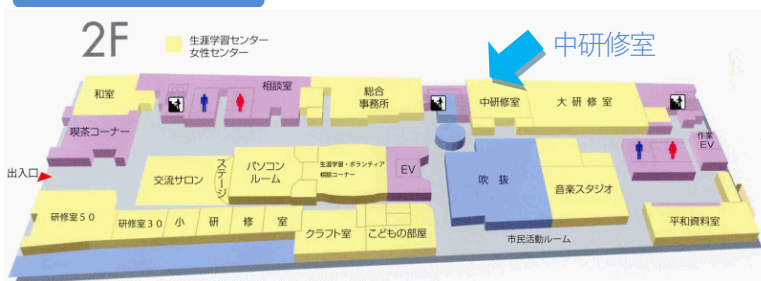 2F
生涯学習センター
女性センター
中研修室
和室
相談室
総合
事務所
中研修室
大研修室
喫茶コーナー
作業
EV
出入口
交流サロン
ステージ
パソコン
ルーム
生涯学習・ボランティア
相談コーナー
EV
吹抜
音楽スタジオ
研修室50
研修室30
小研修室
クラフト室
こどもの部屋
市民活動ルーム
平和資料室